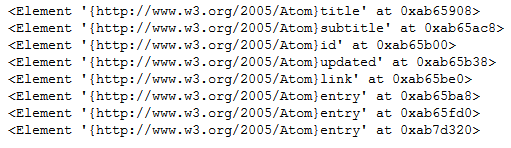 <Element '{http://www.w3.org/2005/Atom}title' at 0xab65908>
<Element '{http://www.w3.org/2005/Atom}subtitle' at 0xab65ac8>
<Element '{http://www.w3.org/2005/Atom}id' at 0xab65b00>
<Element '{http://www.w3.org/2005/Atom}updated' at 0xab65b38>
<Element '{http://www.w3.org/2005/Atom}link' at 0xab65be0>
<Element '{http://www.w3.org/2005/Atom}entry' at 0xab65ba8>
<Element '{http://www.w3.org/2005/Atom}entry' at 0xab65fd0>
<Element '{http://www.w3.org/2005/Atom}entry' at 0xab7d320>